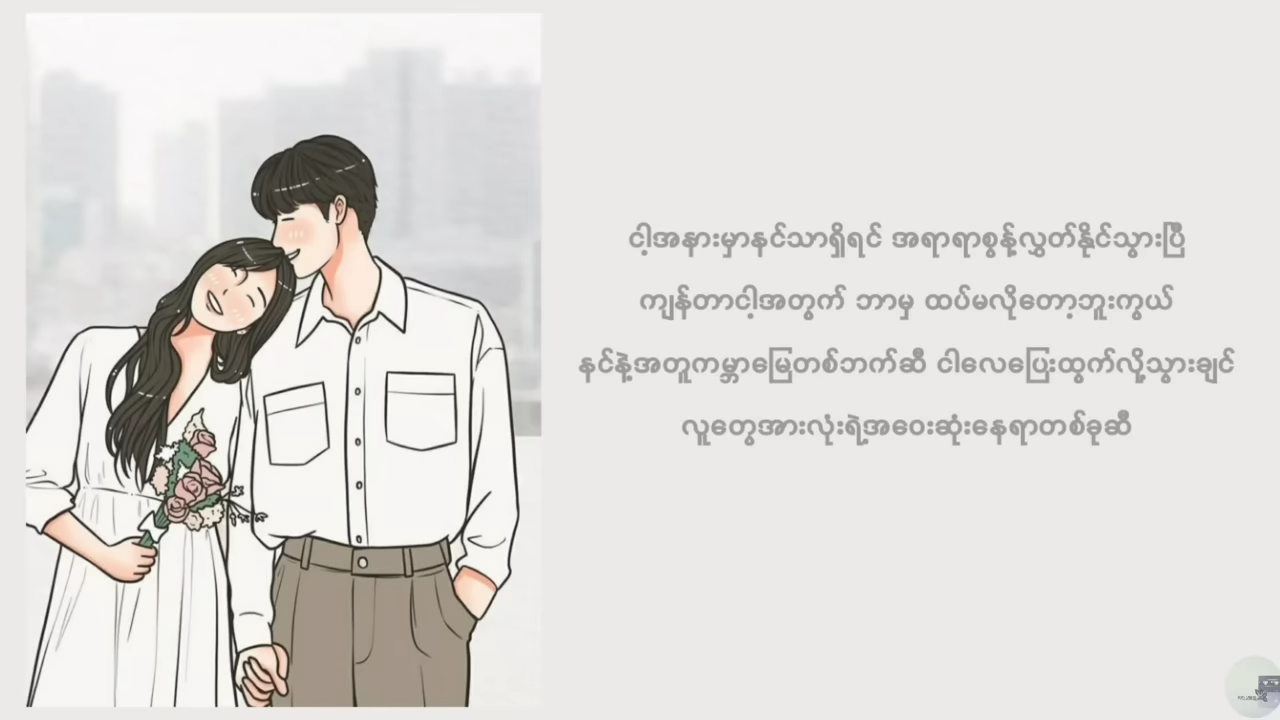 ငါ့အနားမှာနင်သာရှိရင် အရာရာစွန့်လွှတ်နိုင်သွားပြီ
ကျန်တာငါ့အတွက် ဘာမှ ထပ်မလိုတော့ဘူးကွယ်
နင်နဲ့အတူကမ္ဘာမြေတစ်ဘက်ဆီ ငါလေပြေးထွက်လို့သွားချင်
လူတွေအားလုံးရဲ့အဝေးဆုံးနေရာတစ်ခုဆီ